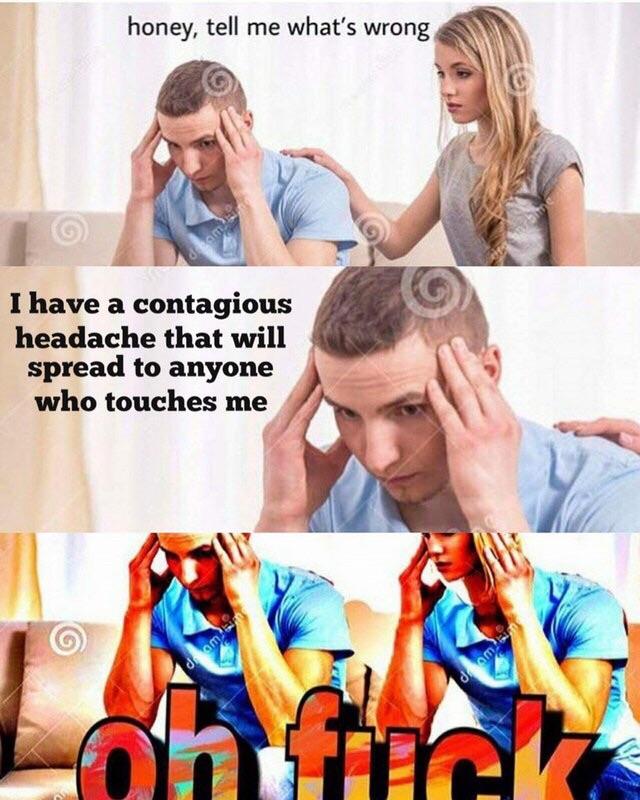 honey, tell me what's wrong
I have a contagious
headache that will
spread to anyone
who touches me
oh fuck